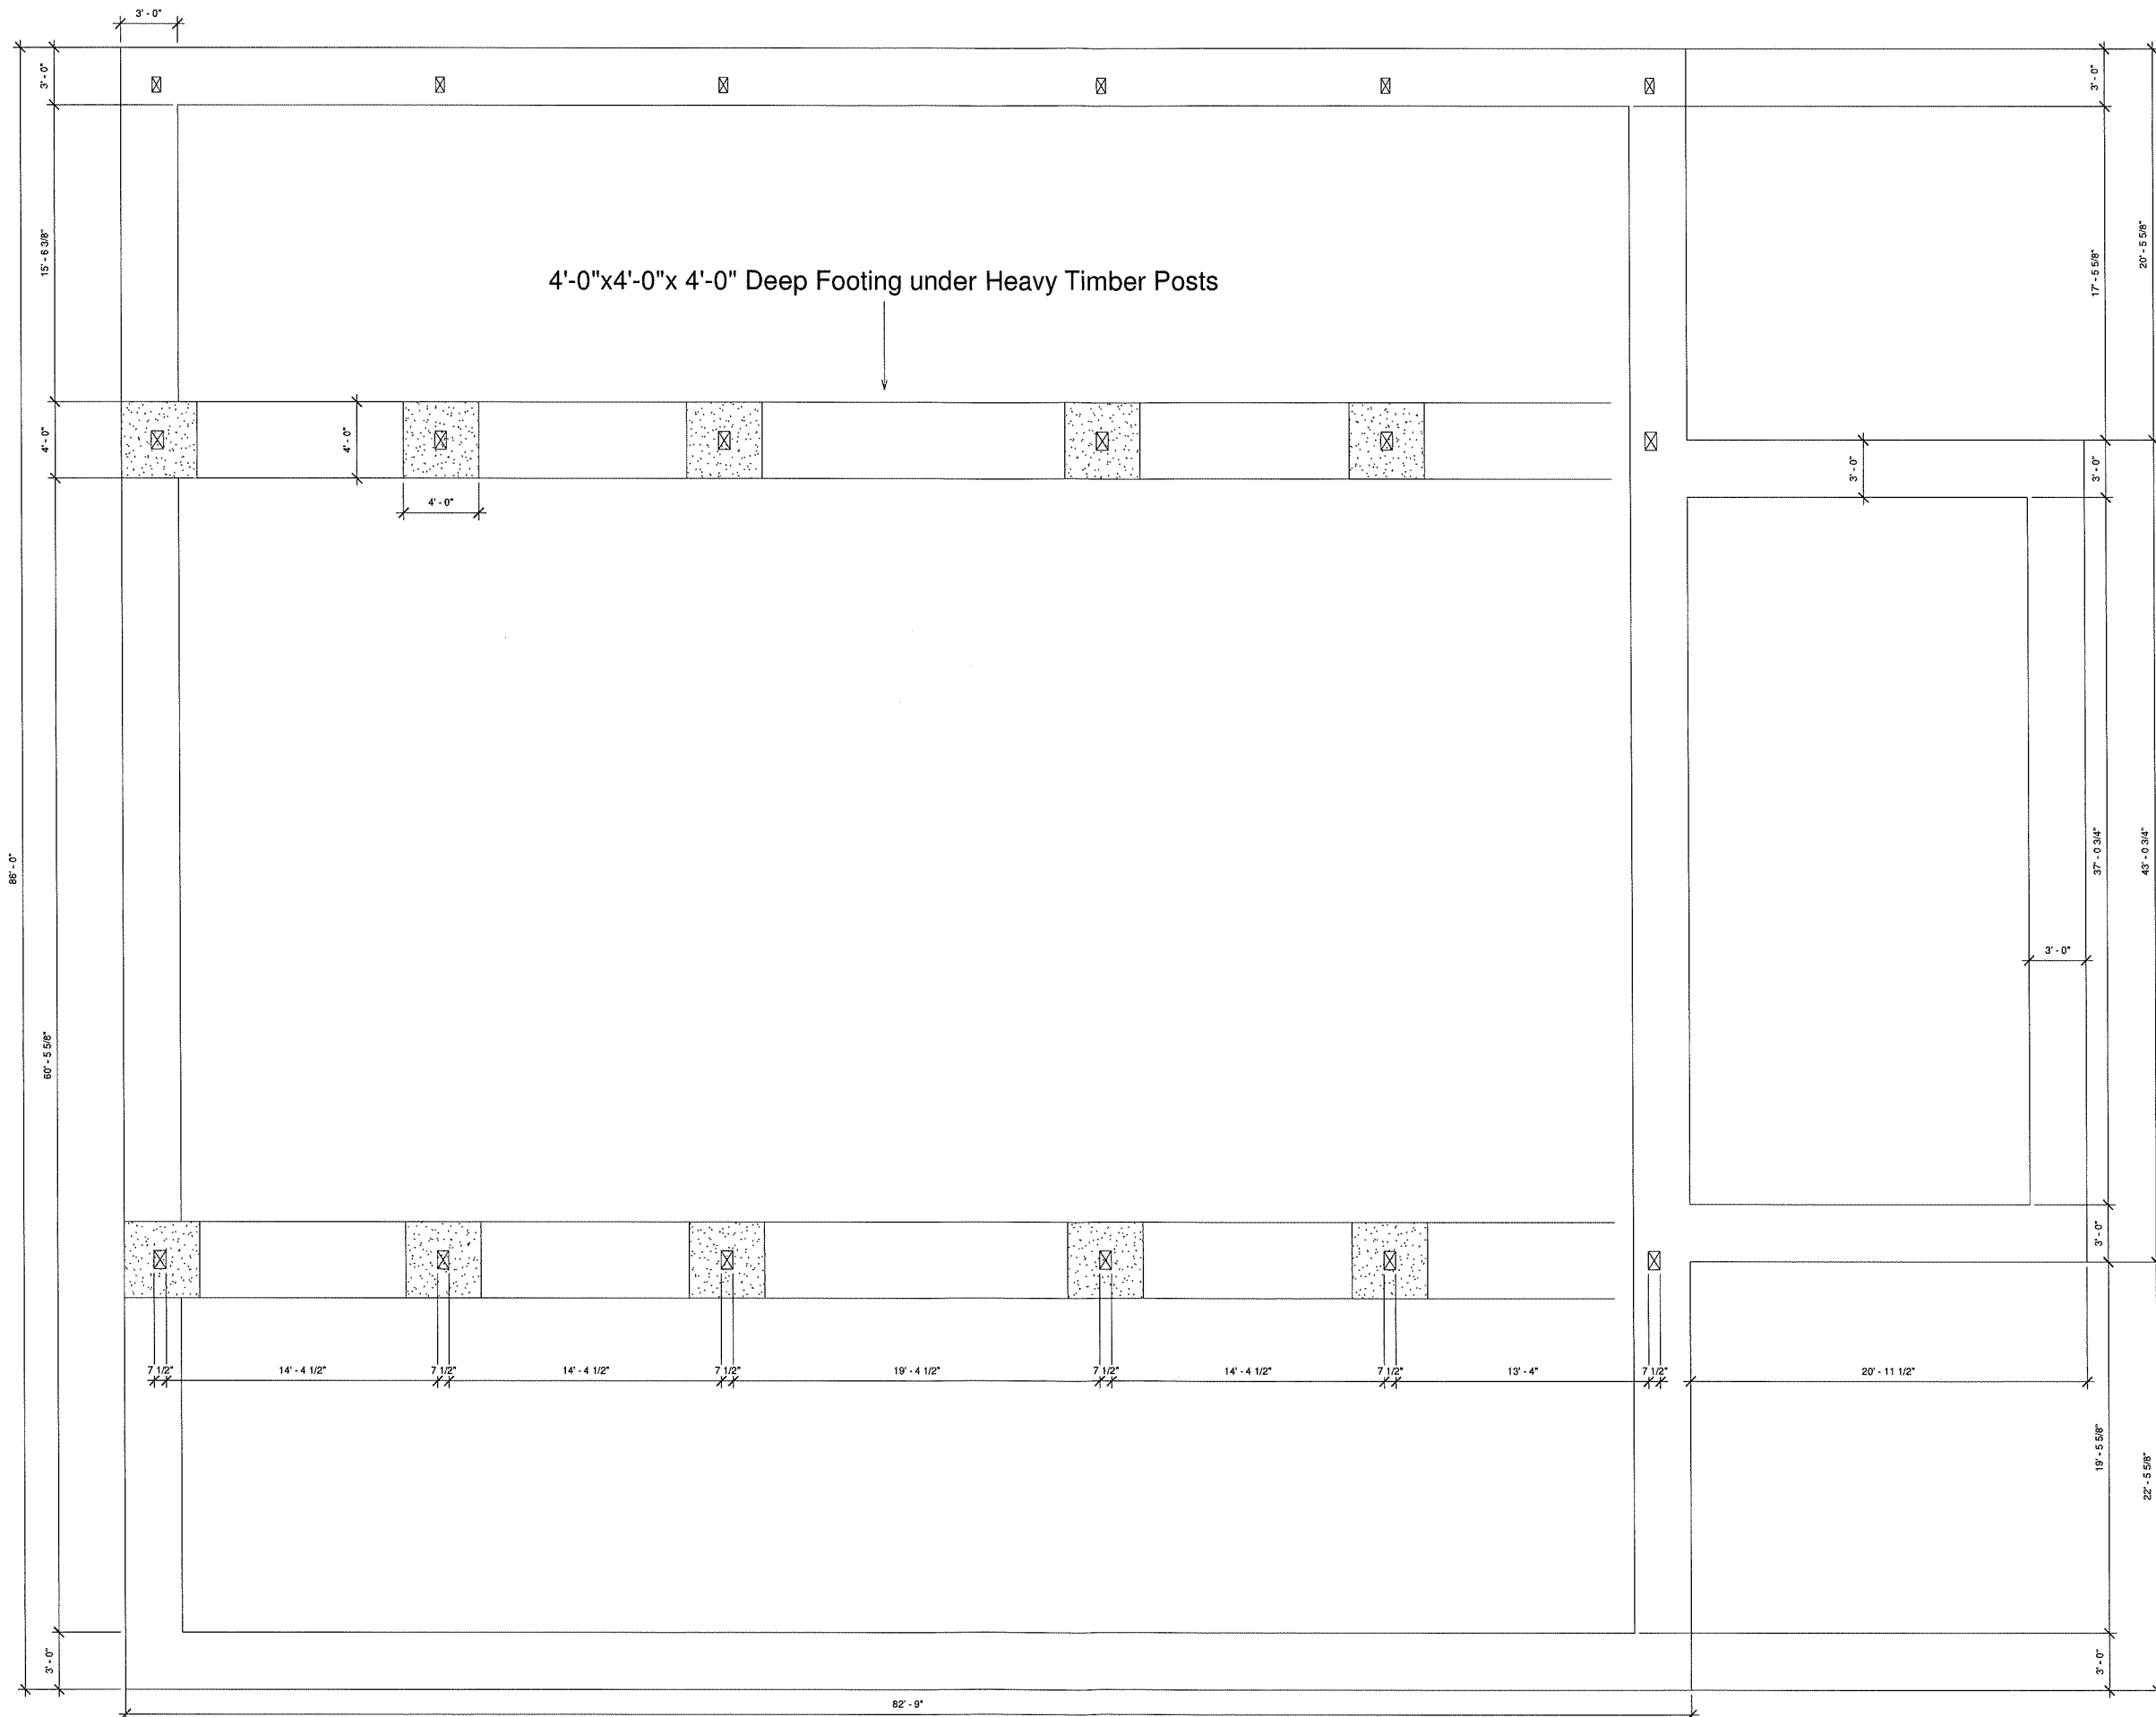 3' - 0"
3' - 0"
3' - 0"
15' - 6 3/8"
17' - 5 5/8"
20' - 5 5/8"
4'-0"x4'-0"x 4'-0" Deep Footing under Heavy Timber Posts
4' - 0"
4' - 0"
4' - 0"
3' - 0"
3' - 0"
86' - 0"
60' - 5 5/8"
37' - 0 3/4"
43' - 0 3/4"
3' - 0"
3' - 0"
7 1/2"
14' - 4 1/2"
7 1/2"
14' - 4 1/2"
7 1/2"
19' - 4 1/2"
7 1/2"
14' - 4 1/2"
7 1/2"
13' - 4"
7 1/2"
20' - 11 1/2"
19' - 5 5/8"
22' - 5 5/8"
3' - 0"
3' - 0"
82' - 9"